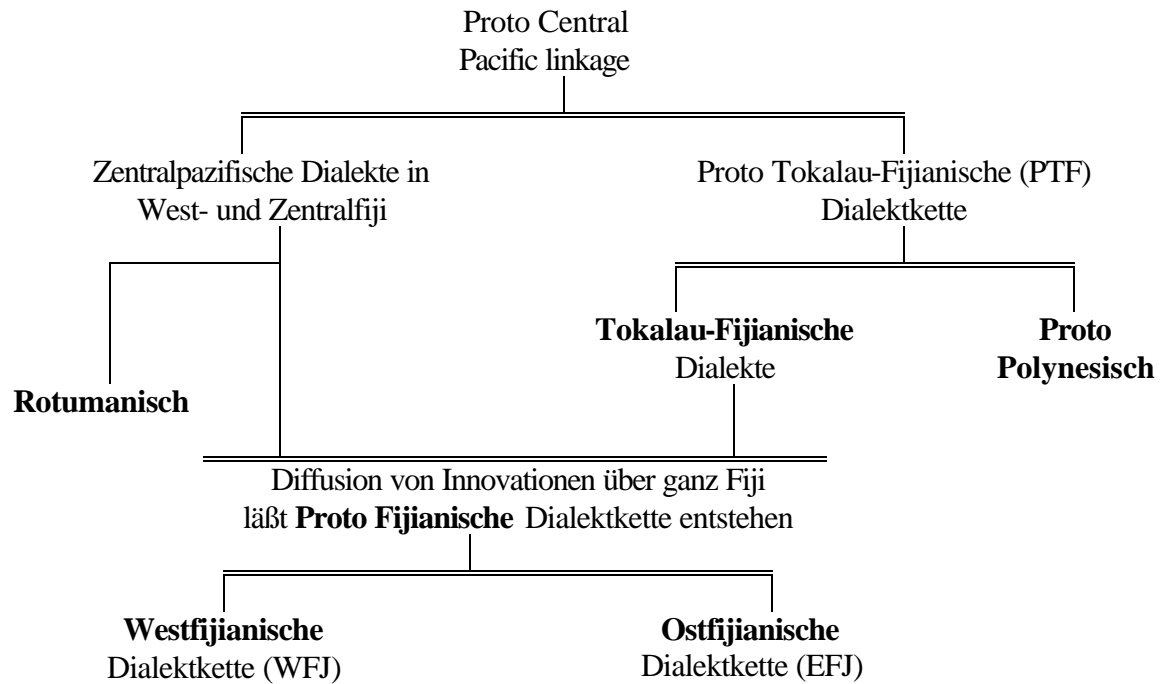 Proto Central
Pacific linkage
Zentralpazifische Dialekte in
West- und Zentralfiji
Proto Tokalau-Fijianische (PTF)
Dialektkette
Tokalau-Fijianische
Dialekte
Proto
Polynesisch
Rotumanisch
Diffusion von Innovationen über ganz Fiji
läßt Proto Fijianische Dialektkette entstehen
Westfijianische
Dialektkette (WFJ)
Ostfijianische
Dialektkette (EFJ)